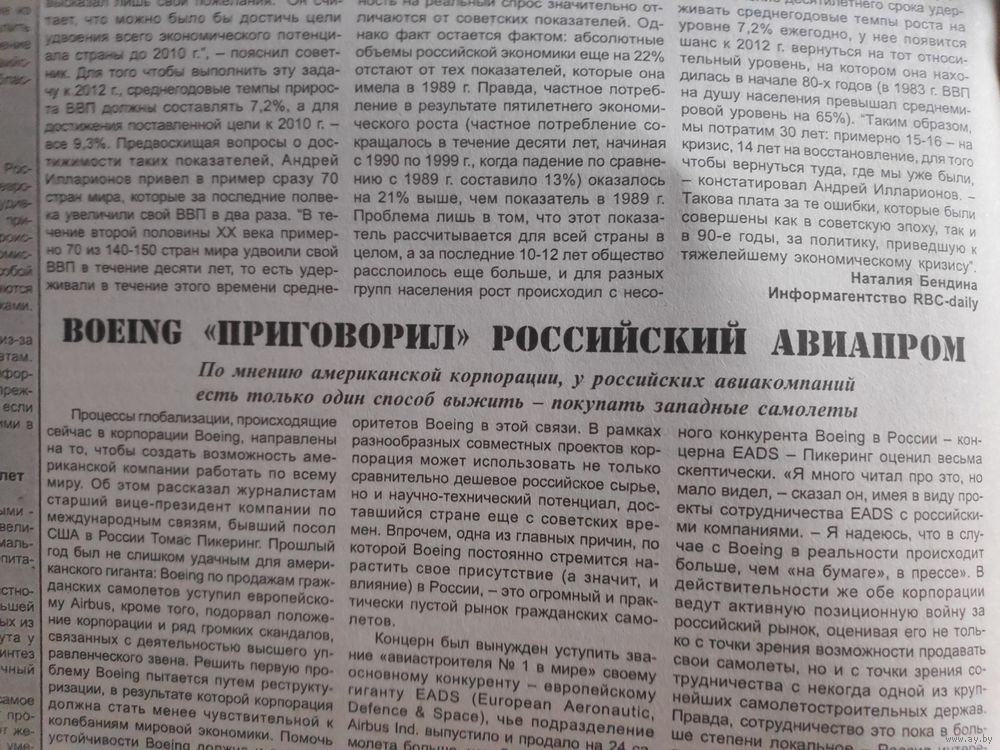 высказал лишь свои пожелания. "Он счи-
тает, что можно было бы достичь цели
удвоения всего экономического потенци-
ала страны до 2010 г.", – пояснил совет-
ник. Для того чтобы выполнить эту зада-
чу к 2012 г., среднегодовые темпы прирос-
та ВВП должны составлять 7,2%, а для
достижения поставленной цели к 2010 г. –
все 9,3%. Предвосхищая вопросы о дос-
тижимости таких показателей, Андрей
Илларионов привел в пример сразу 70
стран мира, которые за последние полве-
ка увеличили свой ВВП в два раза. "В те-
чение второй половины XX века пример-
но 70 из 140-150 стран мира удвоили свой
ВВП в течение десяти лет, то есть удер-
живали в течение этого времени средне-
ность на реальный спрос значительно от-
личаются от советских показателей. Од-
нако факт остается фактом: абсолютные
объемы российской экономики еще на 22%
отстают от тех показателей, которые она
имела в 1989 г. Правда, частное потреб-
ление в результате пятилетнего экономи-
ческого роста (частное потребление со-
кращалось в течение десяти лет, начиная
с 1990 по 1999 г., когда падение по сравне-
нию с 1989 г. составило 13%) оказалось
на 21% выше, чем показатель в 1989 г.
Проблема лишь в том, что этот показа-
тель рассчитывается для всей страны в
целом, а за последние 10-12 лет общество
расслоилось еще больше, и для разных
групп населения рост происходил с несо-
десятилетнего срока удер-
живать среднегодовые темпы роста на
уровне 7,2% ежегодно, у нее появится
шанс к 2012 г. вернуться на тот относи-
тельный уровень, на котором она нахо-
дилась в начале 80-х годов (в 1983 г. ВВП
на душу населения превышал среднеми-
ровой уровень на 65%). "Таким образом,
мы потратим 30 лет: примерно 15-16 – на
кризис, 14 лет на восстановление, для того
чтобы вернуться туда, где мы уже были,
– констатировал Андрей Илларионов. –
Такова плата за те ошибки, которые были
совершены как в советскую эпоху, так и
в 90-е годы, за политику, приведшую к
тяжелейшему экономическому кризису".
Наталия Бендина
Информагентство RBC-daily
BOEING «ПРИГОВОРИЛ» РОССИЙСКИЙ АВИАПРОМ
По мнению американской корпорации, у российских авиакомпаний
есть только один способ выжить – покупать западные самолеты
Процессы глобализации, происходящие
сейчас в корпорации Boeing, направлены
на то, чтобы создать возможность аме-
риканской компании работать по всему
миру. Об этом рассказал журналистам
старший вице-президент компании по
международным связям, бывший посол
США в России Томас Пикеринг. Прошлый
год был не слишком удачным для амери-
канского гиганта: Boeing по продажам граж-
данских самолетов уступил европейско-
му Airbus, кроме того, подорвал положе-
ние корпорации и ряд громких скандалов,
связанных с деятельностью высшего уп-
равленческого звена. Решить первую про-
блему Boeing пытается путем реструкту-
ризации, в результате которой корпорация
должна стать менее чувствительной к
колебаниям мировой экономики. Помочь
устойчивости Boeing
оритетов Boeing в этой связи. В рамках
разнообразных совместных проектов кор-
порация может использовать не только
сравнительно дешевое российское сырье,
но и научно-технический потенциал, дос-
тавшийся стране еще с советских вре-
мен. Впрочем, одна из главных причин, по
которой Boeing постоянно стремится на-
растить свое присутствие (а значит, и
влияние) в России, – это огромный и прак-
тически пустой рынок гражданских само-
летов.
Концерн был вынужден уступить зва-
ние «авиастроителя № 1 в мире» своему
основному конкуренту – европейскому
гиганту EADS (European Aeronautic,
Defence & Space), чье подразделение
Airbus Ind. выпустило и продало на 24 са-
молета больше,
ного конкурента Boeing в России – кон-
церна EADS – Пикеринг оценил весьма
скептически. «Я много читал про это, но
мало видел, – сказал он, имея в виду про-
екты сотрудничества EADS с российски-
ми компаниями. – Я надеюсь, что в слу-
чае с Boeing в реальности происходит
больше, чем «на бумаге», в прессе». В
действительности же обе корпорации
ведут активную позиционную войну за
российский рынок, оценивая его не толь-
ко с точки зрения возможности продавать
свои самолеты, но и с точки зрения со-
трудничества с некогда одной из круп-
нейших самолетостроительных держав.
Правда, сотрудничество это пока в боль-
ше степени
www.ay.by